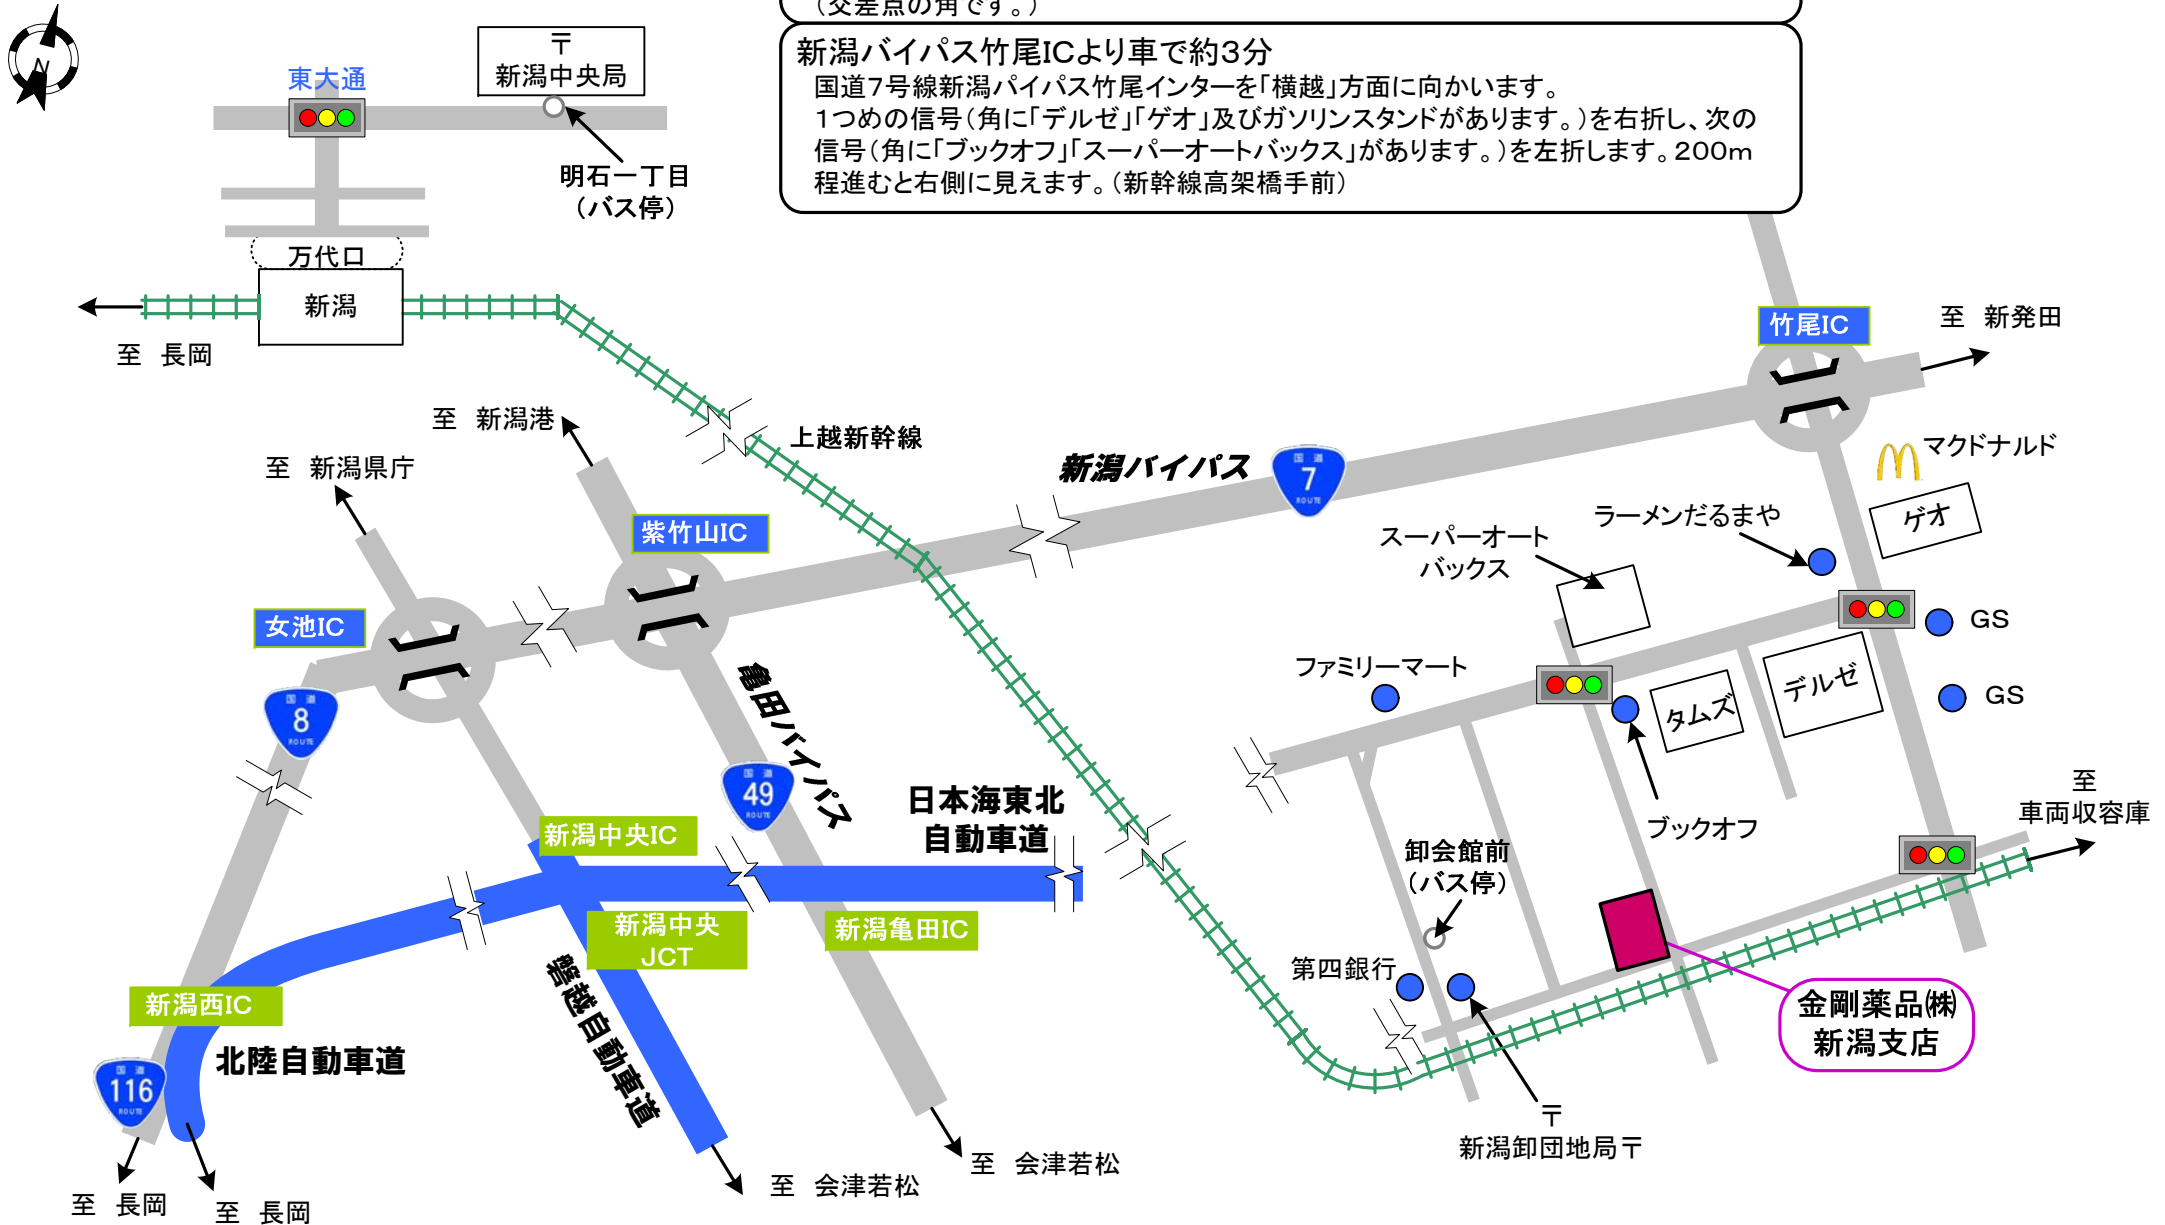 (交差点の角です。)
新潟バイパス竹尾ICより車で約3分
国道7号線新潟バイパス竹尾インターを「横越」方面に向かいます。
1つめの信号(角に「デルゼ」「ゲオ」及びガソリンスタンドがあります。)を右折し、次の
信号(角に「ブックオフ」「スーパーオートバックス」があります。)を左折します。200m
程進むと右側に見えます。(新幹線高架橋手前)
N
〒
新潟中央局
東大通
明石一丁目
(バス停)
万代口
新潟
至 長岡
至 新潟港
上越新幹線
至 新潟県庁
新潟バイパス
国道
7
ROUTE
竹尾IC
至 新発田
マクドナルド
ゲオ
ラーメンだるまや
スーパーオート
バックス
紫竹山IC
女池IC
GS
GS
ファミリーマート
タムズ
デルゼ
ブックオフ
国道
8
ROUTE
亀田バイパス
国道
49
ROUTE
日本海東北
自動車道
至
車両収容庫
新潟中央IC
卸会館前
(バス停)
新潟中央
JCT
新潟亀田IC
第四銀行
新潟西IC
磐越自動車道
北陸自動車道
金剛薬品㈱
新潟支店
国道
116
ROUTE
〒
新潟卸団地局〒
至 会津若松
至 会津若松
至 長岡
至 長岡